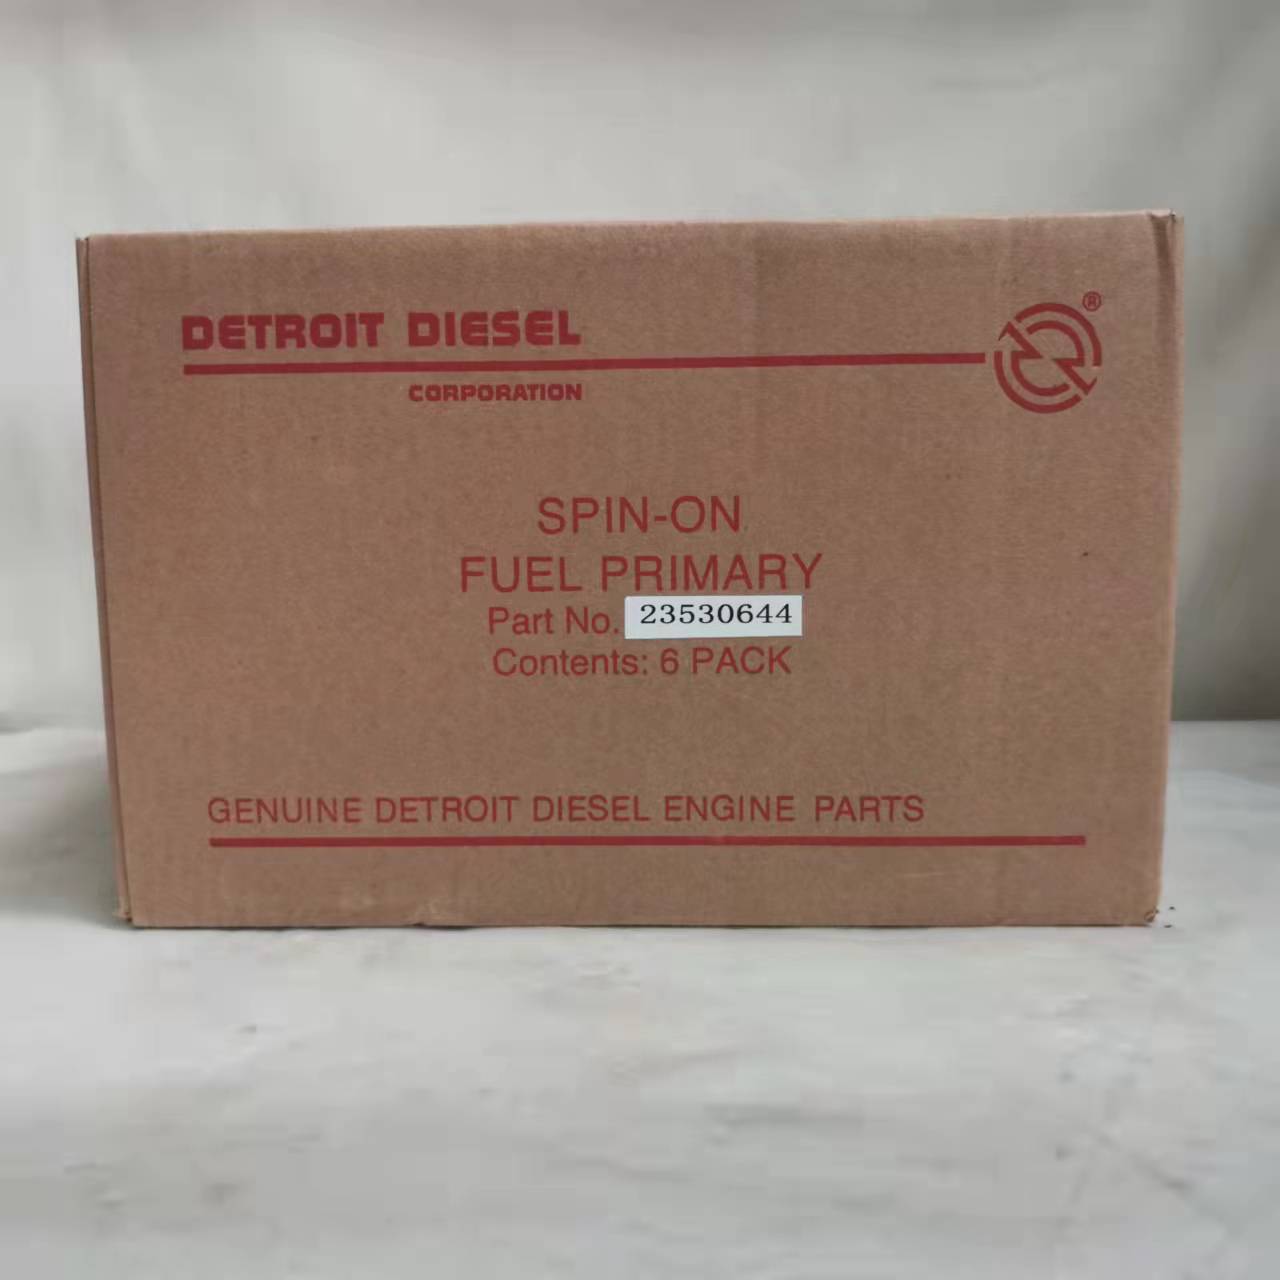 DETROIT DIESEL
®
CORPORATION
SPIN-ON
FUEL PRIMARY
Part No. 23530644
Contents: 6 PACK
GENUINE DETROIT DIESEL ENGINE PARTS